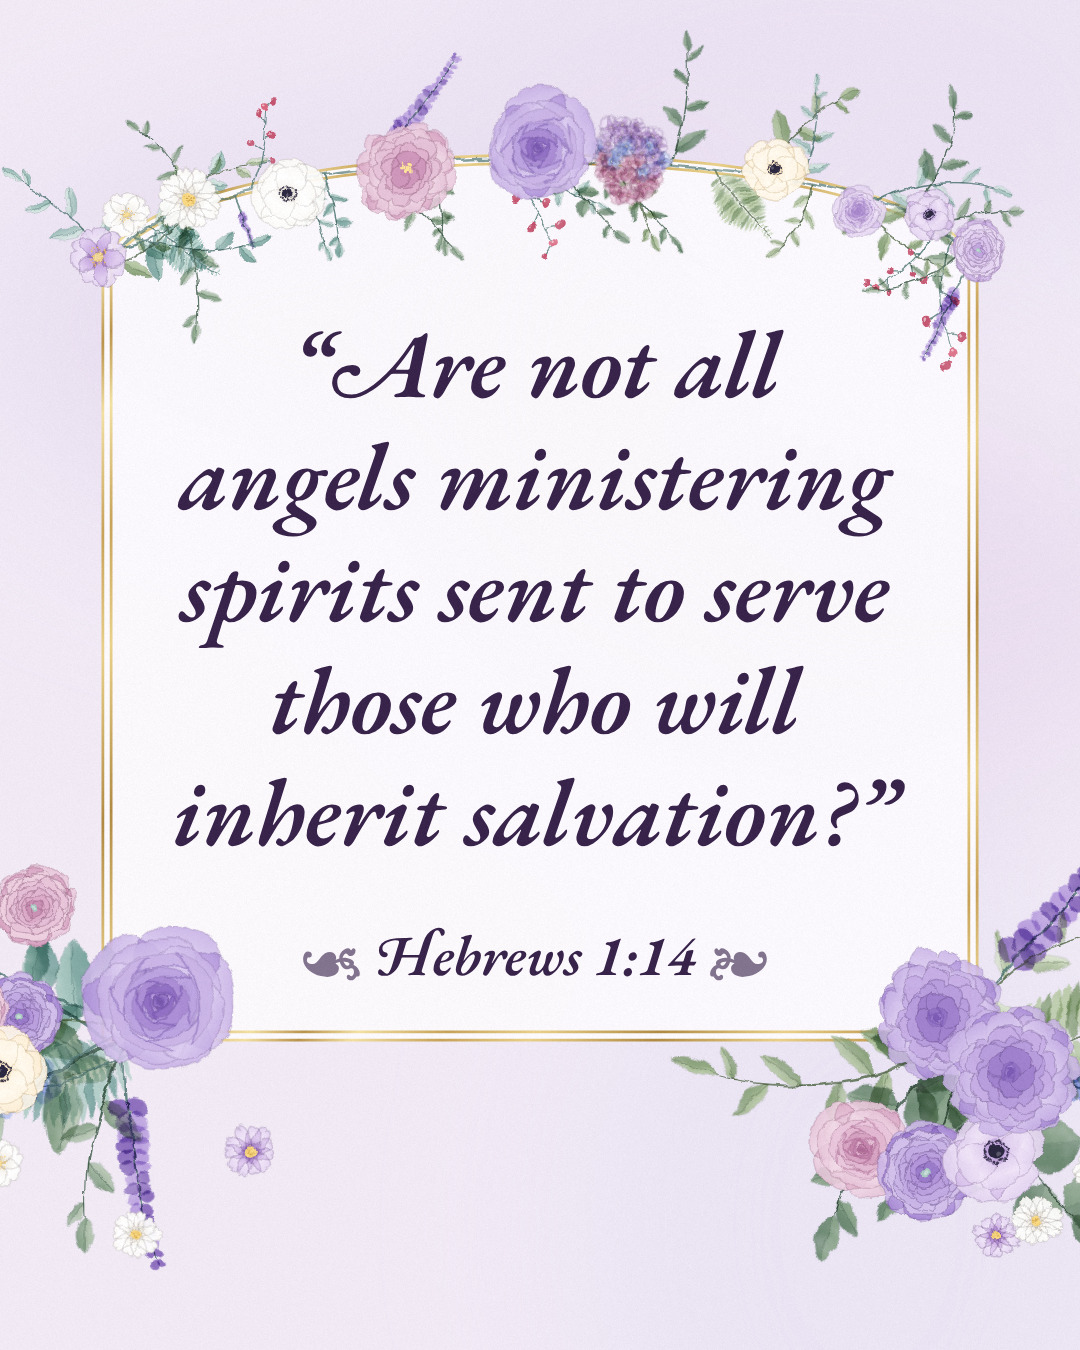 “Are not all
angels ministering
spirits sent to serve
those who will
inherit salvation?”
Hebrews 1:14